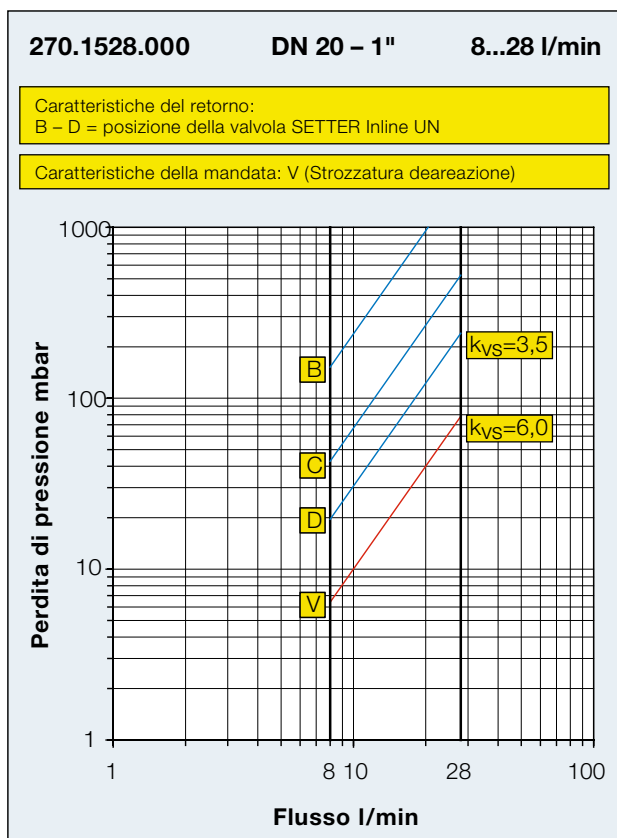 270.1528.000 DN 20 – 1" 8...28 l/min
Caratteristiche del retorno:
B – D = posizione della valvola SETTER Inline UN
Caratteristiche della mandata: V (Strozzatura deareazione)
Perdita di pressione mbar
1000
100
10
1
B
C
D
V
kVS=3,5
kVS=6,0
1 8 10 28 100
Flusso l/min